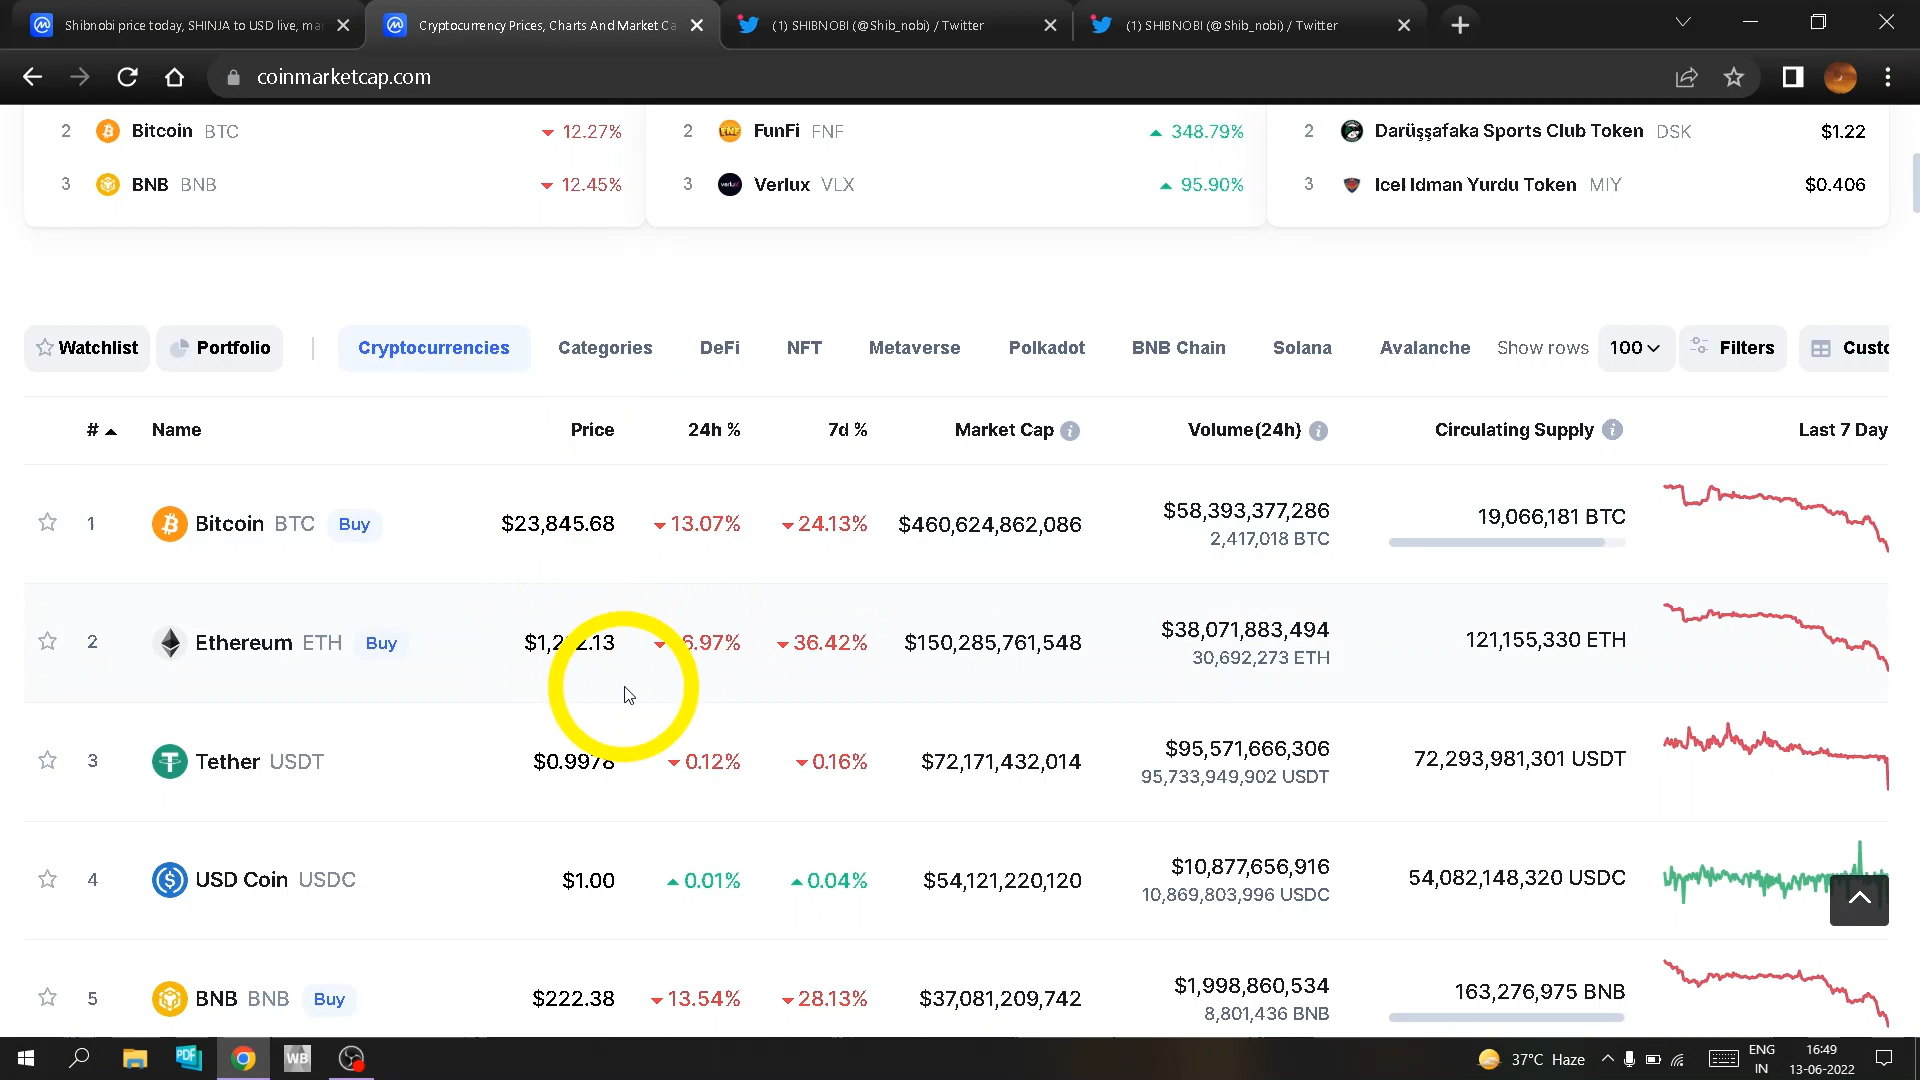 Shibnobi price today, SHINJA to USD live, ma
Cryptocurrency Prices, Charts And Market Ca
(1) SHIBNOBI (@Shib_nobi) / Twitter
(1) SHIBNOBI (@Shib_nobi) / Twitter
coinmarketcap.com
2 Bitcoin BTC 12.27%
2 FunFi FNF 348.79%
2 Darüşşafaka Sports Club Token DSK $1.22
3 BNB BNB 12.45%
3 Verlux VLX 95.90%
3 Icel Idman Yurdu Token MIY $0.406
Watchlist Portfolio Cryptocurrencies Categories DeFi NFT Metaverse Polkadot BNB Chain Solana Avalanche Show rows 100 Filters Custo
# Name Price 24h % 7d % Market Cap Volume(24h) Circulating Supply Last 7 Day
1 Bitcoin BTC Buy $23,845.68 13.07% 24.13% $460,624,862,086 $58,393,377,286 19,066,181 BTC
2,417,018 BTC
2 Ethereum ETH Buy 36.42% $150,285,761,548 $38,071,883,494 121,155,330 ETH
30,692,273 ETH
3 Tether USDT $0.9978 0.12% 0.16% $72,171,432,014 $95,571,666,306 72,293,981,301 USDT
95,733,949,902 USDT
4 USD Coin USDC $1.00 0.01% 0.04% $54,121,220,120 $10,877,656,916 54,082,148,320 USDC
10,869,803,996 USDC
5 BNB BNB Buy $222.38 13.54% 28.13% $37,081,209,742 $1,998,860,534 163,276,975 BNB
8,801,436 BNB
PDF WB 37°C Haze ENG IN 16:49
13-06-2022